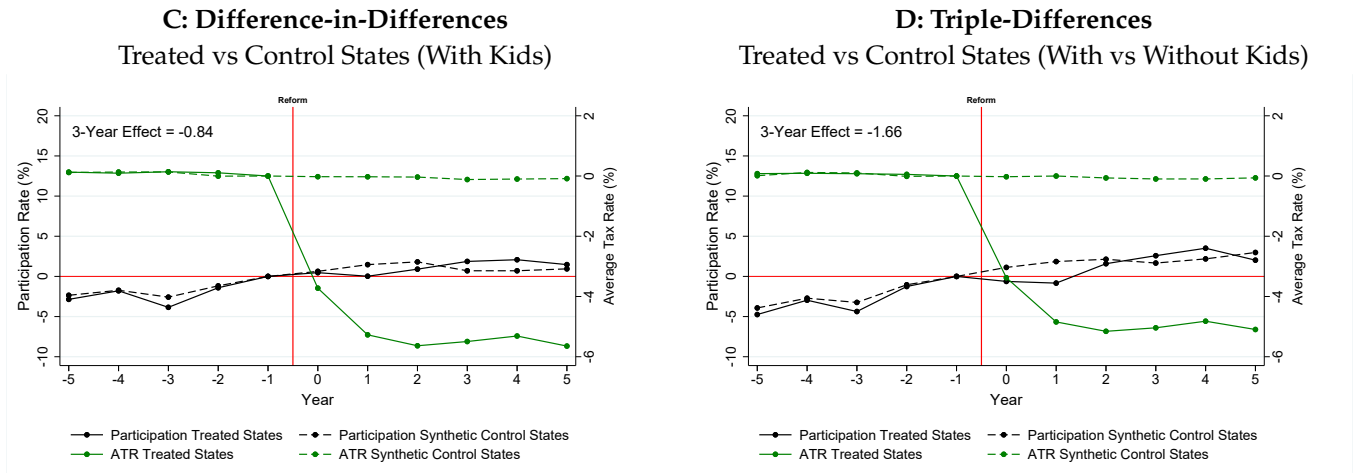 C: Difference-in-Differences
Treated vs Control States (With Kids)
Reform
3-Year Effect = -0.84
Participation Rate (%)
20
15
10
5
0
-5
-10
Average Tax Rate (%)
2
0
-2
-4
-6
-5 -4 -3 -2 -1 0 1 2 3 4 5
Year
Participation Treated States Participation Synthetic Control States
ATR Treated States ATR Synthetic Control States
D: Triple-Differences
Treated vs Control States (With vs Without Kids)
Reform
3-Year Effect = -1.66
Participation Rate (%)
20
15
10
5
0
-5
-10
Average Tax Rate (%)
2
0
-2
-4
-6
-5 -4 -3 -2 -1 0 1 2 3 4 5
Year
Participation Treated States Participation Synthetic Control States
ATR Treated States ATR Synthetic Control States